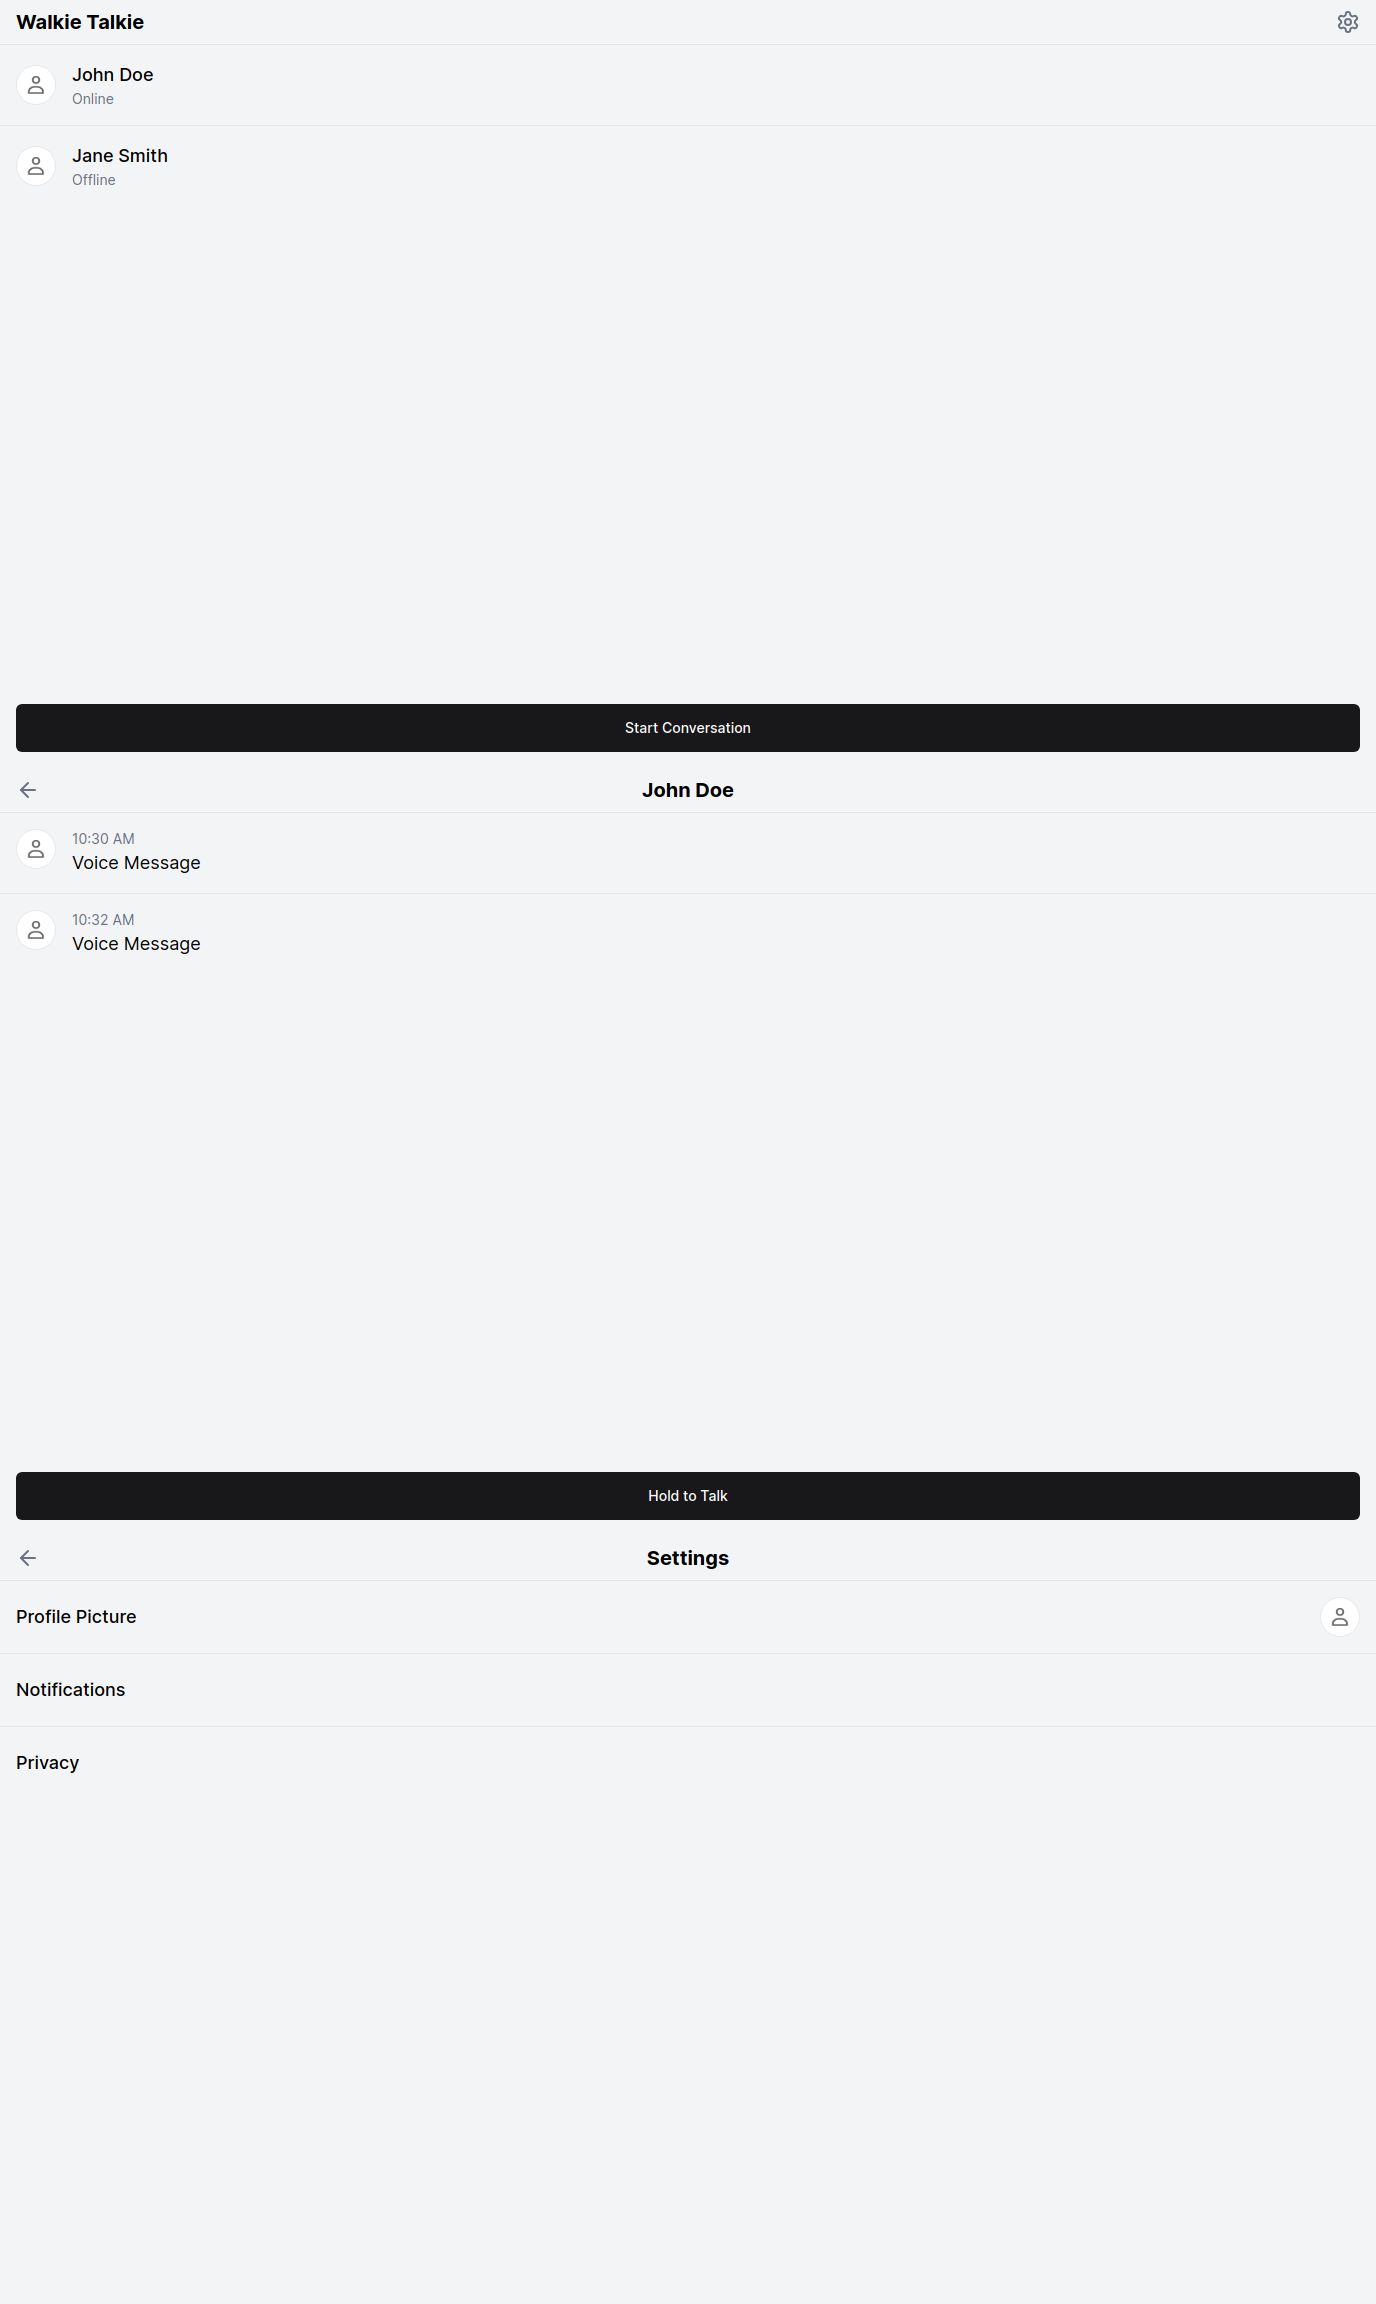 Walkie Talkie
John Doe
Online
Jane Smith
Offline
Start Conversation
John Doe
10:30 AM
Voice Message
10:32 AM
Voice Message
Hold to Talk
Settings
Profile Picture
Notifications
Privacy